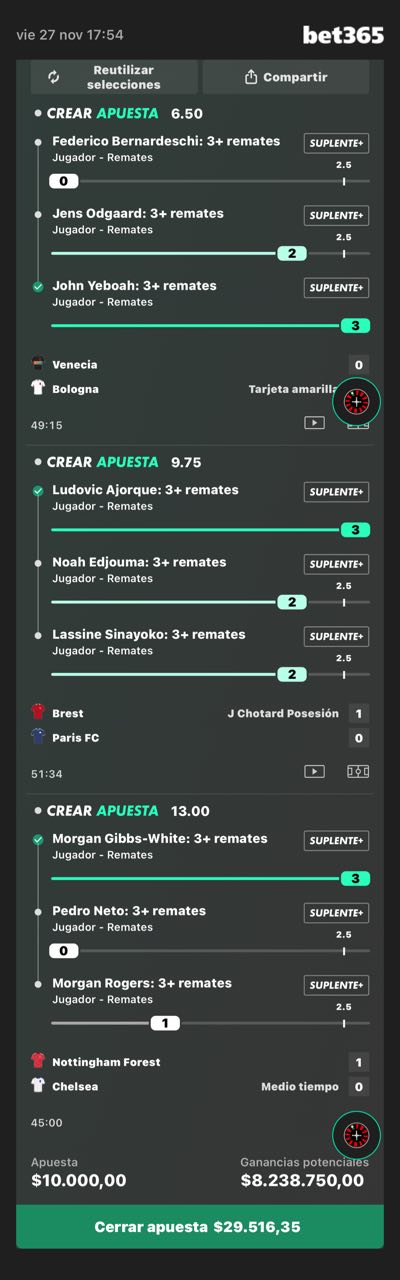 vie 27 nov 17:54
bet365
Reutilizar
selecciones
Compartir
CREAR APUESTA 6.50
Federico Bernardeschi: 3+ remates
SUPLENTE+
Jugador - Remates
2.5
0
Jens Odgaard: 3+ remates
SUPLENTE+
Jugador - Remates
2.5
2
John Yeboah: 3+ remates
SUPLENTE+
Jugador - Remates
3
Venecia 0
Bologna Tarjeta amarilla
49:15
CREAR APUESTA 9.75
Ludovic Ajorque: 3+ remates
SUPLENTE+
Jugador - Remates
3
Noah Edjouma: 3+ remates
SUPLENTE+
Jugador - Remates
2.5
2
Lassine Sinayoko: 3+ remates
SUPLENTE+
Jugador - Remates
2.5
2
Brest J Chotard Posesión 1
Paris FC 0
51:34
CREAR APUESTA 13.00
Morgan Gibbs-White: 3+ remates
SUPLENTE+
Jugador - Remates
3
Pedro Neto: 3+ remates
SUPLENTE+
Jugador - Remates
2.5
0
Morgan Rogers: 3+ remates
SUPLENTE+
Jugador - Remates
2.5
1
Nottingham Forest 1
Chelsea Medio tiempo 0
45:00
Apuesta Ganancias potenciales
$10.000,00 $8.238.750,00
Cerrar apuesta $29.516,35